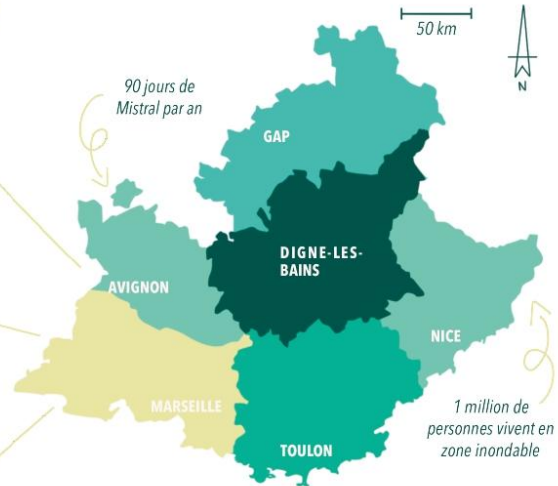 50 km
N
90 jours de
Mistral par an
GAP
DIGNE-LES-
BAINS
AVIGNON
NICE
MARSEILLE
TOULON
1 million de
personnes vivent en
zone inondable